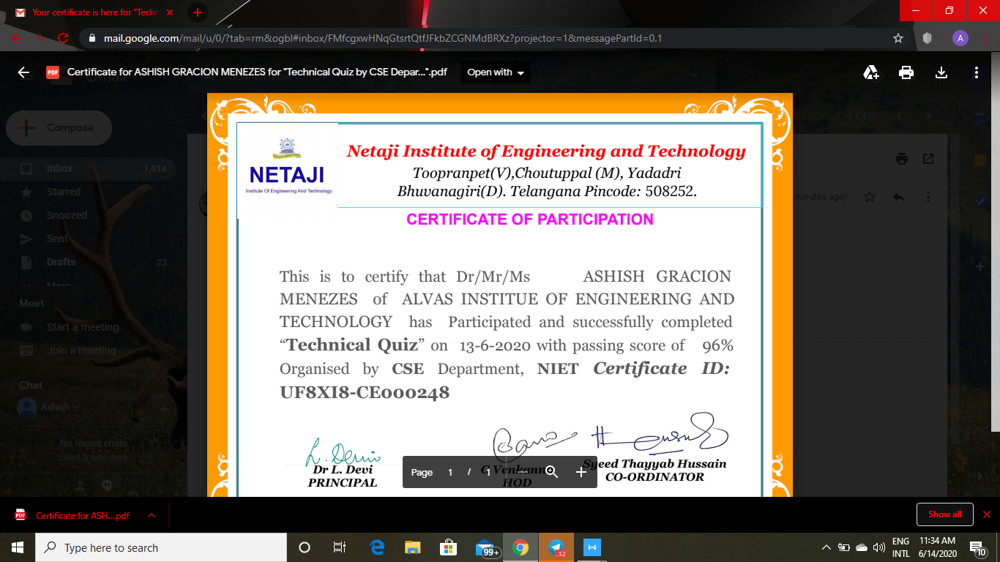 Your certificate is here for "Techn
mail.google.com/mail/u/0/?tab=rm&ogbl#inbox/FMfcgxwHNqGtsrtQtfJFkbZCGNMdBRXz?projector=1&messagePartId=0.1
A
PDF
Certificate for ASHISH GRACION MENEZES for "Technical Quiz by CSE Depar...".pdf
Open with
Compose
2 of 1,458
Inbox 1,014
Starred
Snoozed
Sent
Drafts 23
More
Meet
Start a meeting
Join a meeting
Chat
Ashish
No recent chats
Start a new one
minutes ago)
NETAJI
Institute Of Engineering And Technology
Netaji Institute of Engineering and Technology
Toopranpet(V),Choutuppal (M), Yadadri
Bhuvanagiri(D). Telangana Pincode: 508252.
CERTIFICATE OF PARTICIPATION
This is to certify that Dr/Mr/Ms ASHISH GRACION
MENEZES of ALVAS INSTITUE OF ENGINEERING AND
TECHNOLOGY has Participated and successfully completed
“Technical Quiz” on 13-6-2020 with passing score of 96%
Organised by CSE Department, NIET Certificate ID:
UF8XI8-CE000248
L. Devi
Dr L. Devi
PRINCIPAL
G Venkanna
HOD
Syeed Thayyab Hussain
CO-ORDINATOR
Page 1 / 1
Certificate for ASH....pdf
Show all
Type here to search
99+
52
W
ENG
INTL
11:34 AM
6/14/2020
10